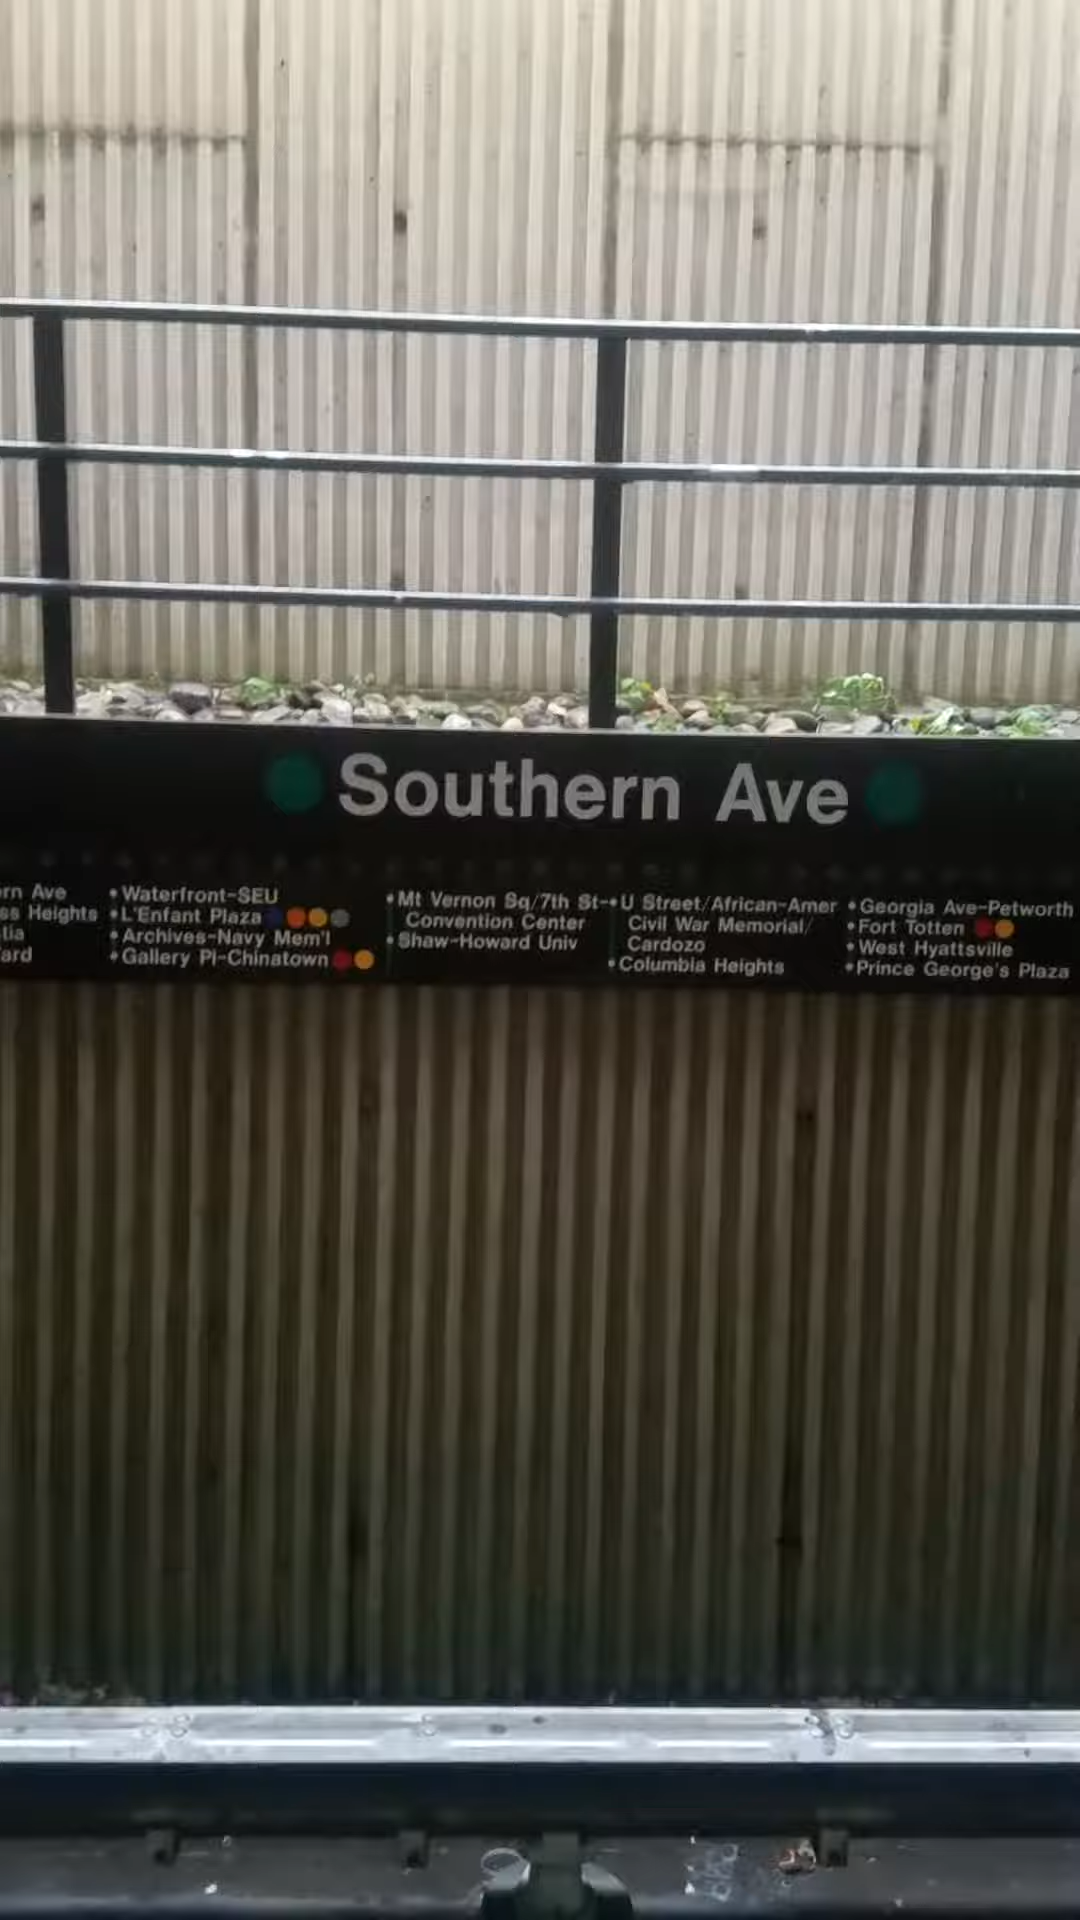 Southern Ave
rn Ave
ss Heights
tia
ard
•Waterfront-SEU
•L'Enfant Plaza
•Archives-Navy Mem'l
•Gallery Pl-Chinatown
•Mt Vernon Sq/7th St-
Convention Center
•Shaw-Howard Univ
•U Street/African-Amer
Civil War Memorial/
Cardozo
•Columbia Heights
•Georgia Ave-Petworth
•Fort Totten
•West Hyattsville
•Prince George's Plaza